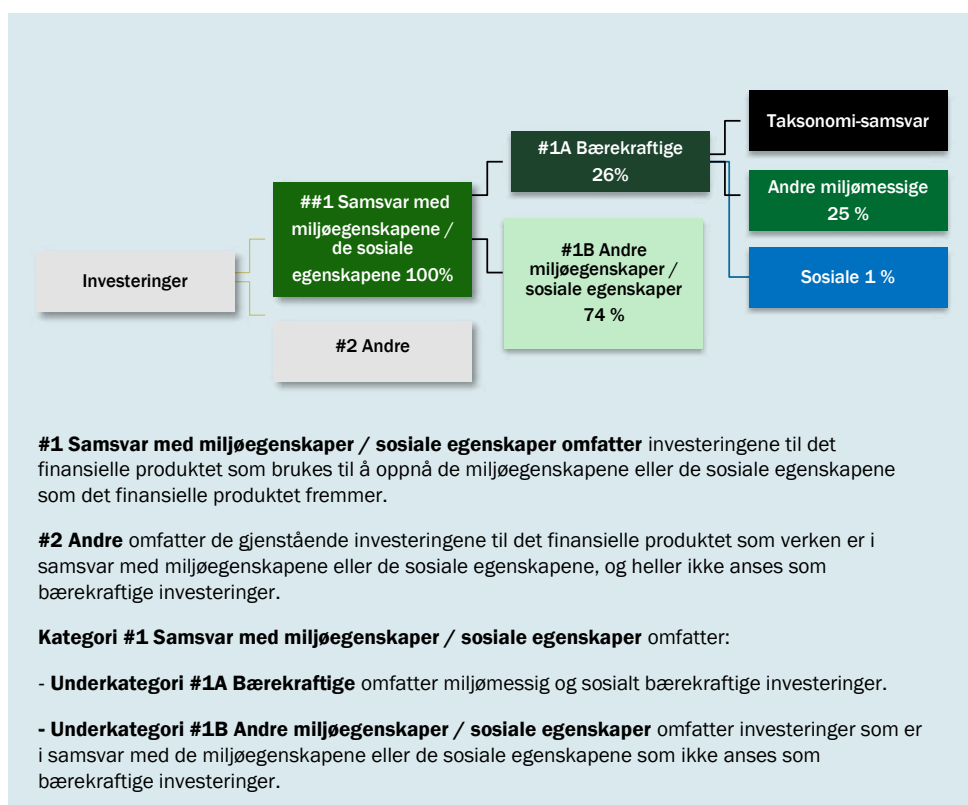 Investeringer
##1 Samsvar med
miljøegenskapene /
de sosiale
egenskapene 100%
#2 Andre
#1A Bærekraftige
26%
#1B Andre
miljøegenskaper /
sosiale egenskaper
74 %
Taksonomi-samsvar
Andre miljømessige
25 %
Sosiale 1 %
#1 Samsvar med miljøegenskaper / sosiale egenskaper omfatter investeringene til det
finansielle produktet som brukes til å oppnå de miljøegenskapene eller de sosiale egenskapene
som det finansielle produktet fremmer.
#2 Andre omfatter de gjenstående investeringene til det finansielle produktet som verken er i
samsvar med miljøegenskapene eller de sosiale egenskapene, og heller ikke anses som
bærekraftige investeringer.
Kategori #1 Samsvar med miljøegenskaper / sosiale egenskaper omfatter:
- Underkategori #1A Bærekraftige omfatter miljømessig og sosialt bærekraftige investeringer.
- Underkategori #1B Andre miljøegenskaper / sosiale egenskaper omfatter investeringer som er
i samsvar med de miljøegenskapene eller de sosiale egenskapene som ikke anses som
bærekraftige investeringer.